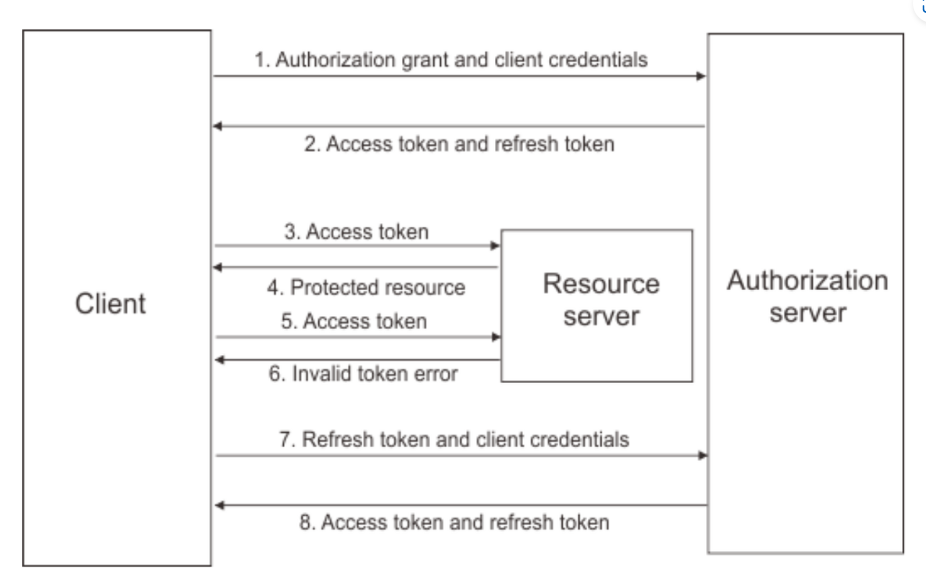 1. Authorization grant and client credentials
2. Access token and refresh token
3. Access token
4. Protected resource
5. Access token
6. Invalid token error
7. Refresh token and client credentials
8. Access token and refresh token
Client
Resource
server
Authorization
server